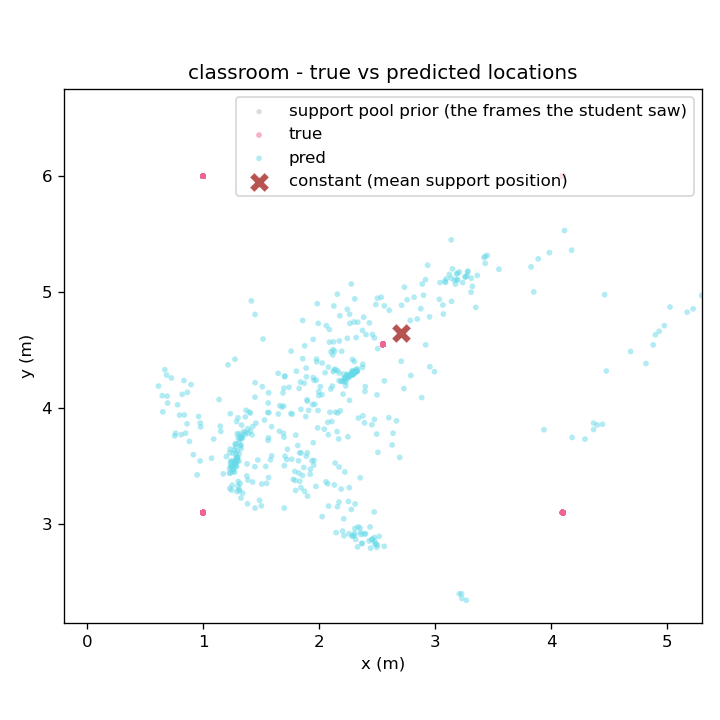 classroom - true vs predicted locations
support pool prior (the frames the student saw)
true
pred
constant (mean support position)
6
5
4
3
y (m)
0 1 2 3 4 5
x (m)